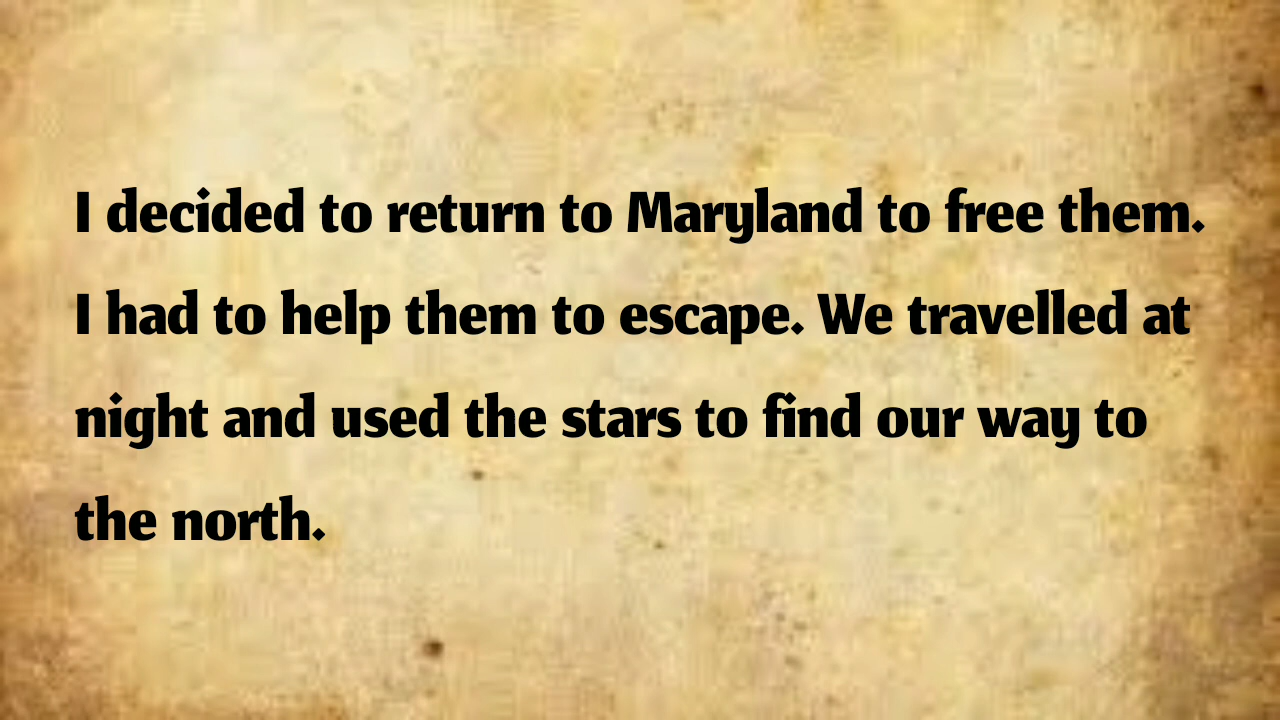 I decided to return to Maryland to free them.
I had to help them to escape. We travelled at
night and used the stars to find our way to
the north.